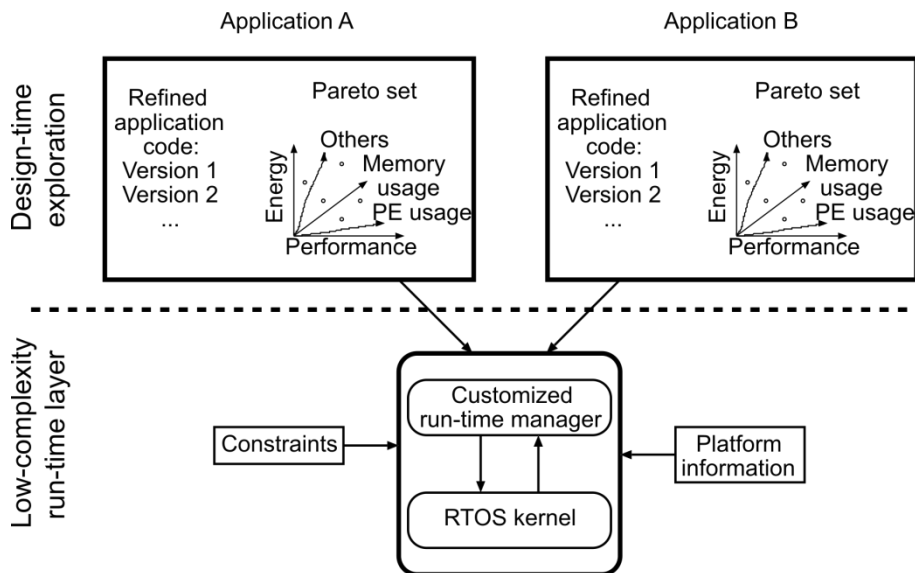 Application A
Application B
Design-time
exploration
Refined
application
code:
Version 1
Version 2
...
Pareto set
Others
Memory
usage
PE usage
Energy
Performance
Refined
application
code:
Version 1
Version 2
...
Pareto set
Others
Memory
usage
PE usage
Energy
Performance
Low-complexity
run-time layer
Customized
run-time manager
Constraints
Platform
information
RTOS kernel